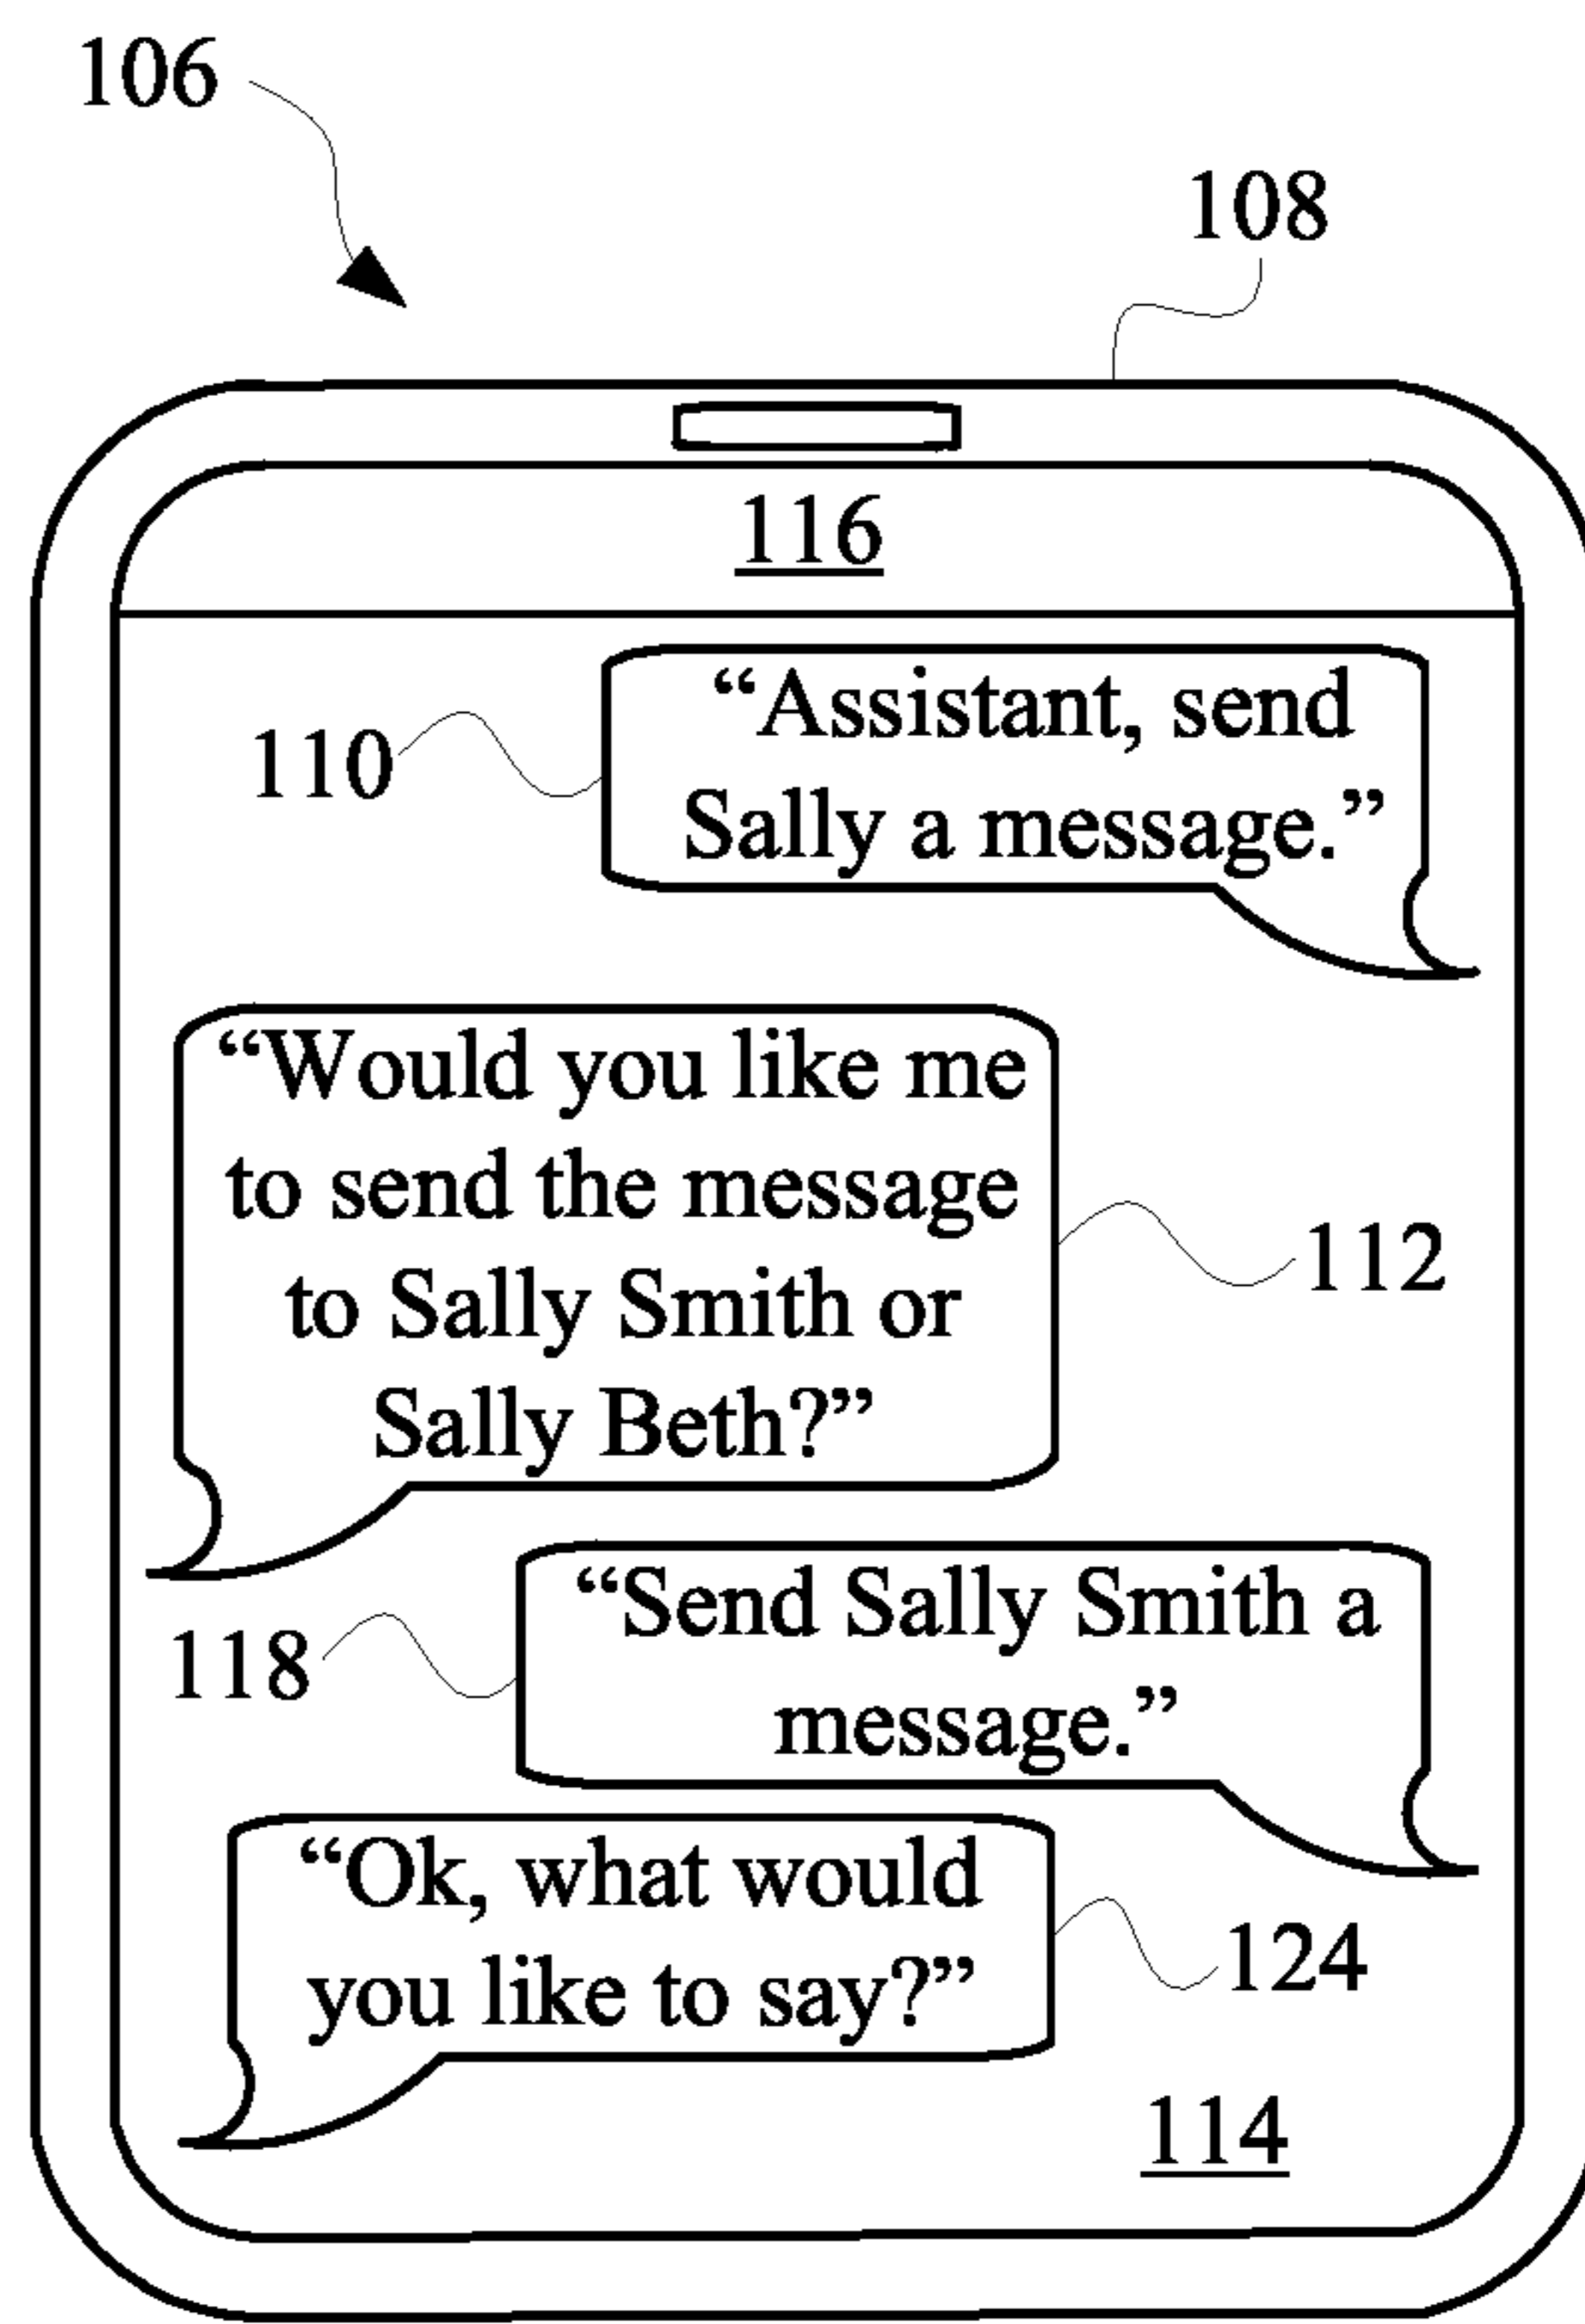 106
108
116
“Assistant, send
Sally a message.”
110
“Would you like me
to send the message
to Sally Smith or
Sally Beth?”
112
“Send Sally Smith a
message.”
118
“Ok, what would
you like to say?”
124
114